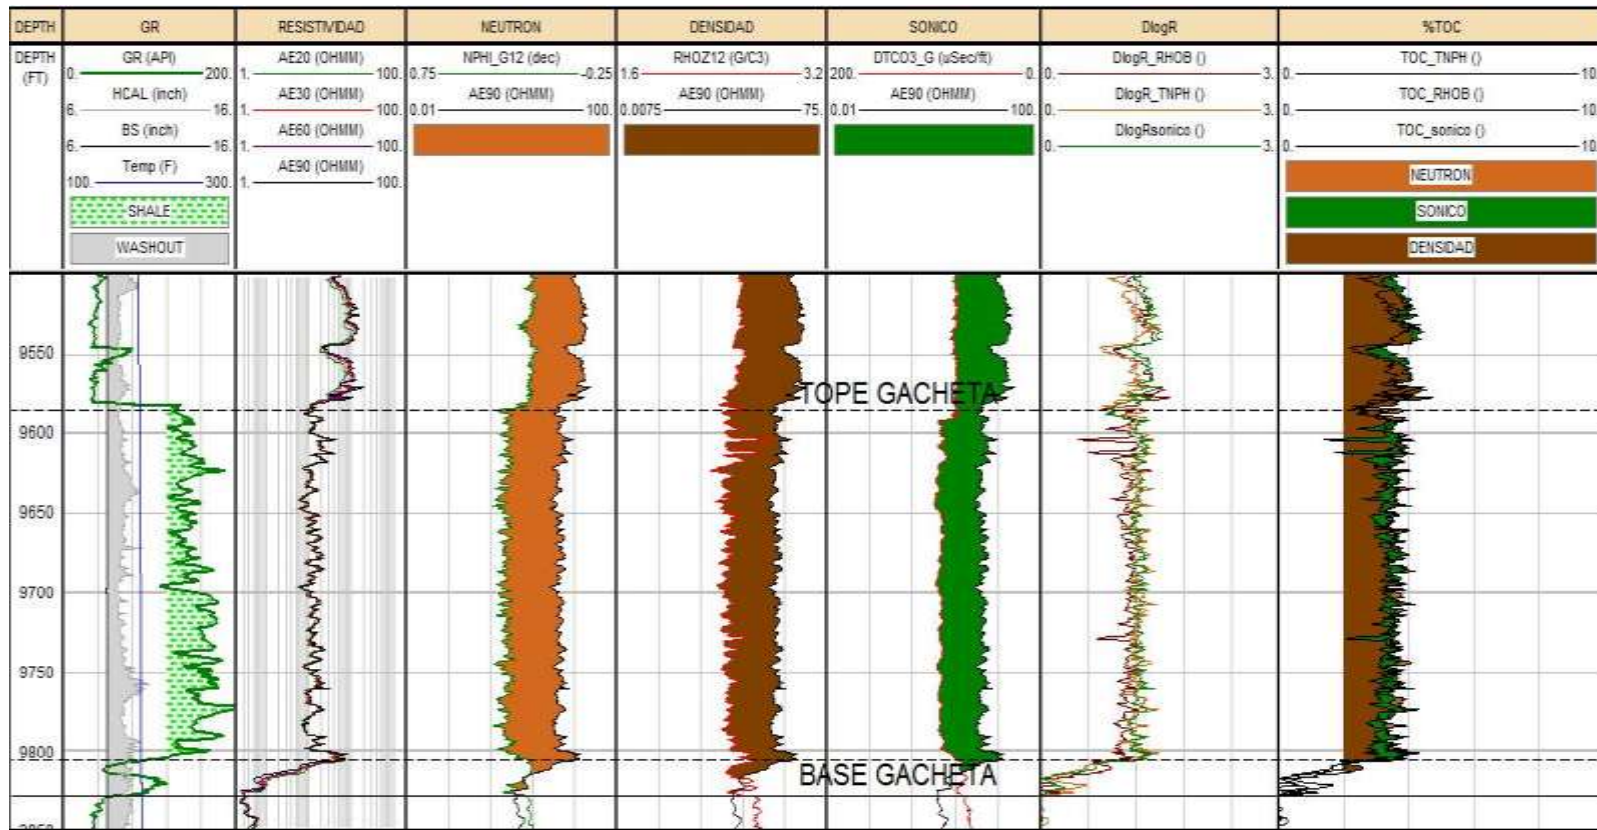 DEPTH GR RESISTIVIDAD NEUTRON DENSIDAD SONICO DlogR %TOC
DEPTH (FT)
GR (API)
0. 200.
HCAL (inch)
6. 16.
BS (inch)
6. 16.
Temp (F)
100. 300.
SHALE
WASHOUT
AE20 (OHMM)
1. 100.
AE30 (OHMM)
1. 100.
AE60 (OHMM)
1. 100.
AE90 (OHMM)
1. 100.
NPHI_G12 (dec)
0.75 -0.25
AE90 (OHMM)
0.01 100.
RHOZ12 (G/C3)
1.6 3.2
AE90 (OHMM)
0.0075 75.
DTCO3_G (uSec/ft)
200. 0.
AE90 (OHMM)
0.01 100.
DlogR_RHOB ()
0. 3.
DlogR_TNPH ()
0. 3.
DlogRsonico ()
0. 3.
TOC_TNPH ()
0. 10.
TOC_RHOB ()
0. 10.
TOC_sonico ()
0. 10.
NEUTRON
SONICO
DENSIDAD
9550
TOPE GACHETA
9600
9650
9700
9750
9800
BASE GACHETA